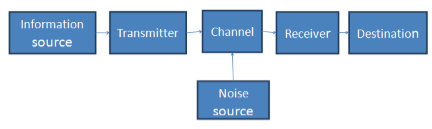 Information
source
Transmitter
Channel
Receiver
Destination
Noise
source